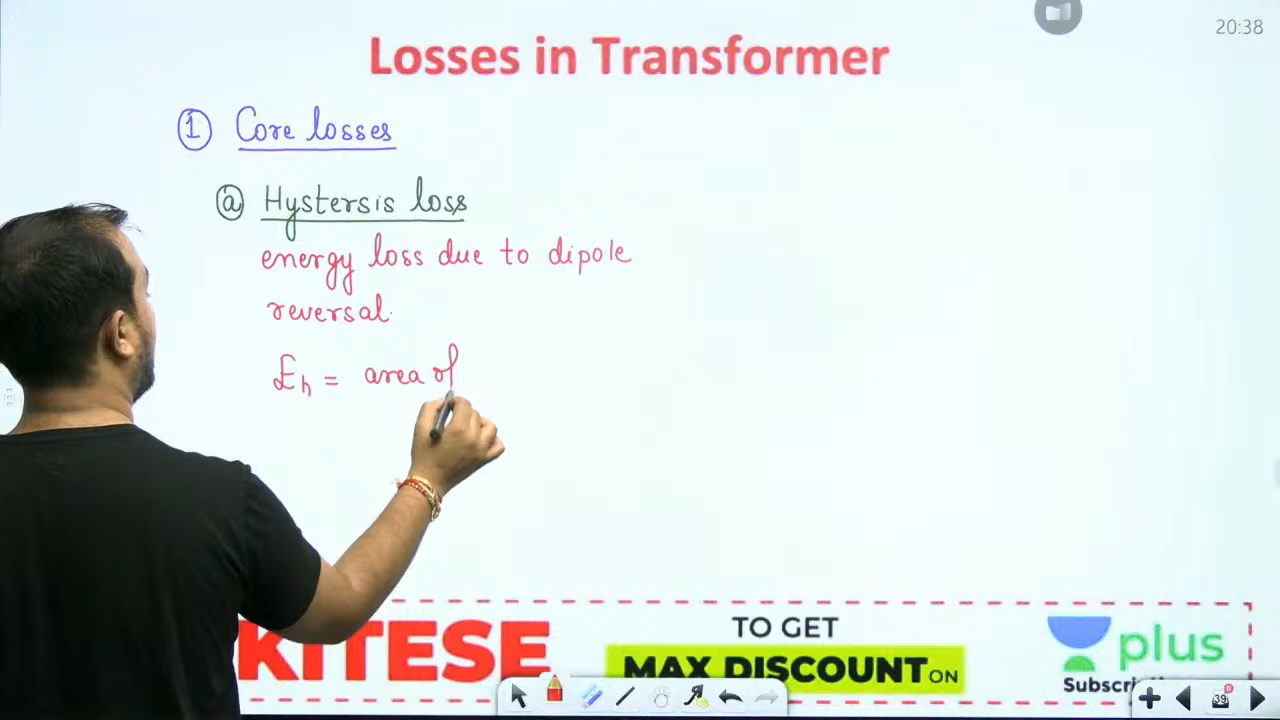 20:38
Losses in Transformer
① Core losses
ⓐ Hystersis loss
energy loss due to dipole
reversal.
Eh = area of
KITESE
TO GET
MAX DISCOUNT ON
plus
39